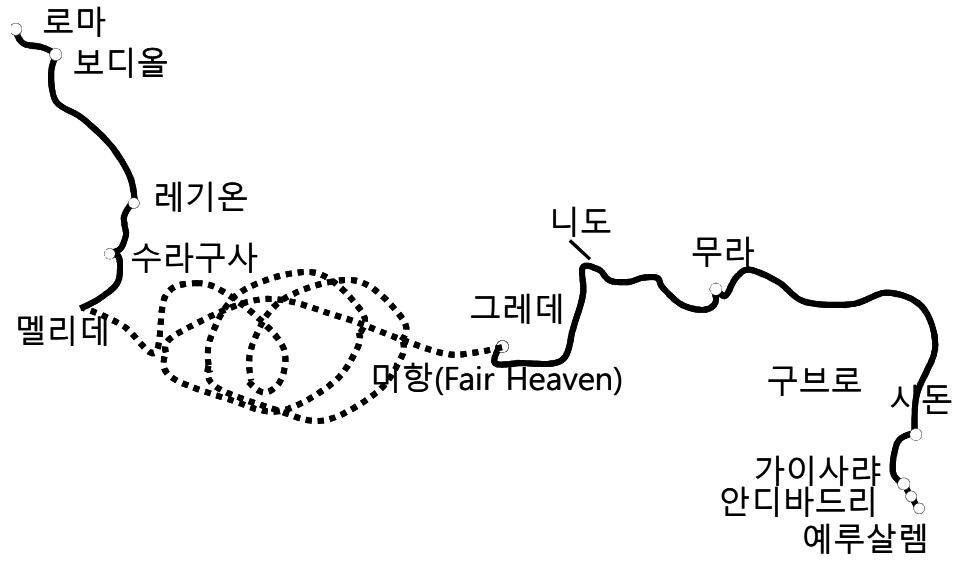 로마
보디올
레기온
수라구사
멜리데
니도
무라
그레데
미항(Fair Heaven)
구브로
시돈
가이사랴
안디바드리
예루살렘